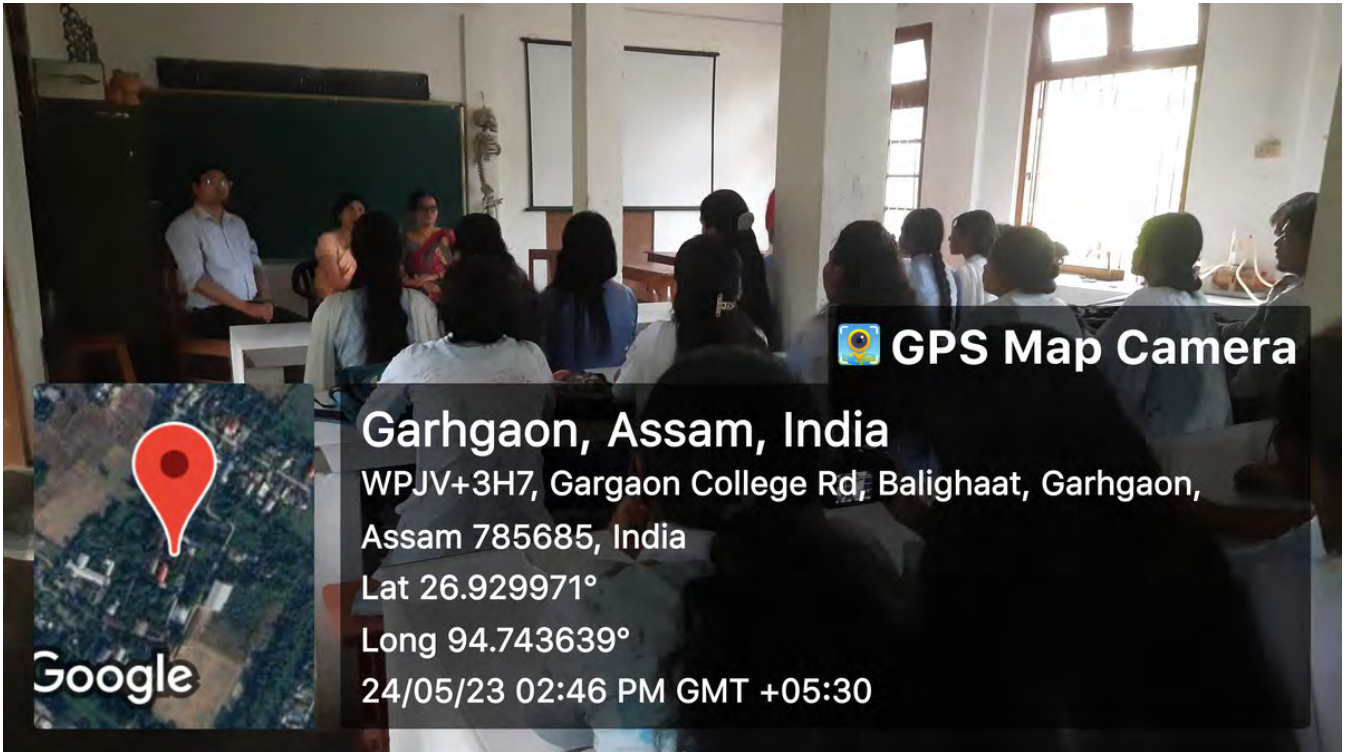 GPS Map Camera
Garhgaon, Assam, India
WPJV+3H7, Gargaon College Rd, Balighaat, Garhgaon,
Assam 785685, India
Lat 26.929971°
Long 94.743639°
24/05/23 02:46 PM GMT +05:30
Google